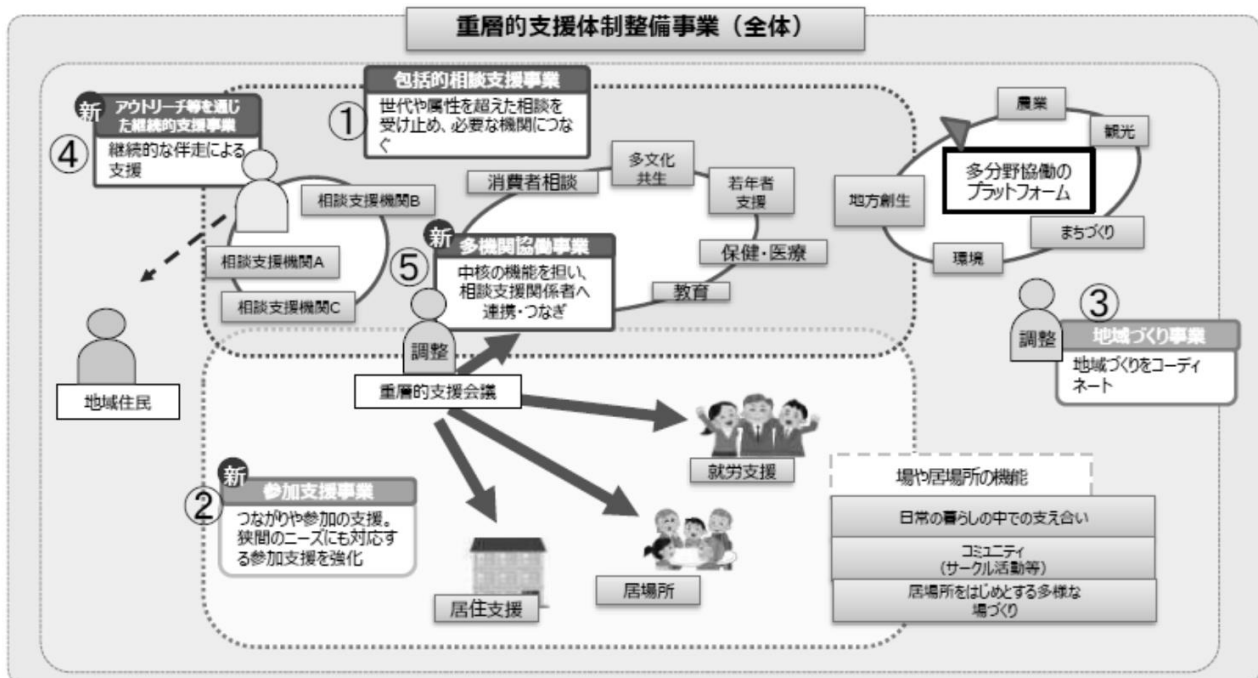 重層的支援体制整備事業（全体）
新
アウトリーチ等を通じ
た継続的支援事業
④
継続的な伴走による
支援
①
包括的相談支援事業
世代や属性を超えた相談を
受け止め、必要な機関につな
ぐ
相談支援機関B
相談支援機関A
相談支援機関C
消費者相談
多文化
共生
若年者
支援
保健・医療
教育
新
⑤
多機関協働事業
中核の機能を担い、
相談支援関係者へ
連携・つなぎ
調整
重層的支援会議
地域住民
農業
観光
地方創生
多分野協働の
プラットフォーム
まちづくり
環境
③
調整
地域づくり事業
地域づくりをコーディ
ネート
新
②
参加支援事業
つながりや参加の支援。
狭間のニーズにも対応す
る参加支援を強化
就労支援
居場所
居住支援
場や居場所の機能
日常の暮らしの中での支え合い
コミュニティ
（サークル活動等）
居場所をはじめとする多様な
場づくり